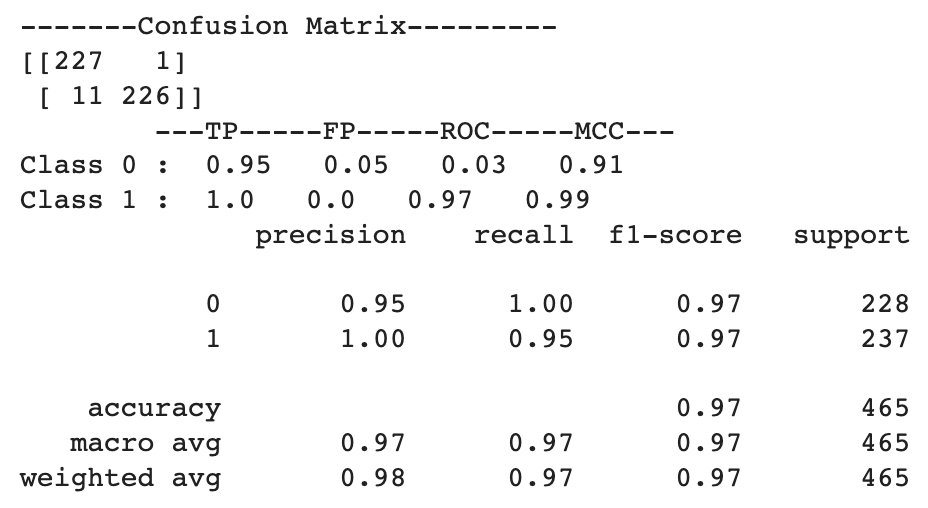 -------Confusion Matrix---------
[[227   1]
 [ 11 226]]
        ---TP-----FP-----ROC-----MCC---
Class 0 :  0.95   0.05   0.03   0.91
Class 1 :  1.0   0.0   0.97   0.99
              precision    recall  f1-score   support

           0       0.95      1.00      0.97       228
           1       1.00      0.95      0.97       237

    accuracy                           0.97       465
   macro avg       0.97      0.97      0.97       465
weighted avg       0.98      0.97      0.97       465